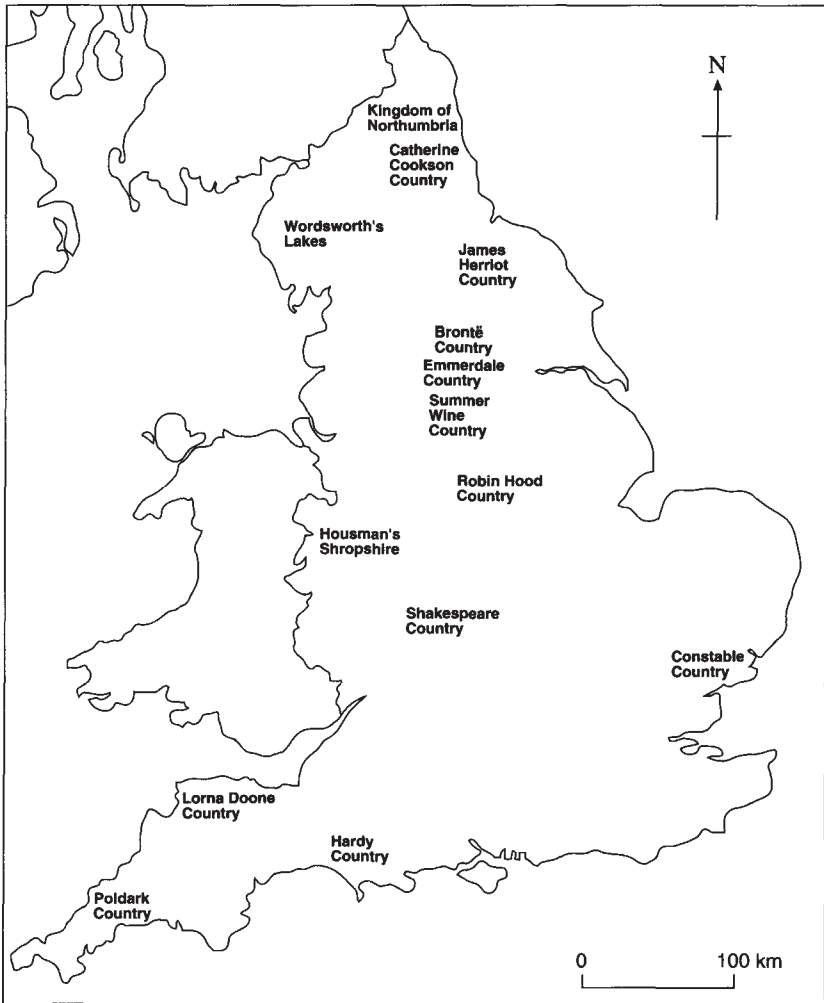 N
Kingdom of
Northumbria
Catherine
Cookson
Country
Wordsworth's
Lakes
James
Herriot
Country
Brontë
Country
Emmerdale
Country
Summer
Wine
Country
Robin Hood
Country
Housman's
Shropshire
Shakespeare
Country
Constable
Country
Lorna Doone
Country
Hardy
Country
Poldark
Country
0 100 km